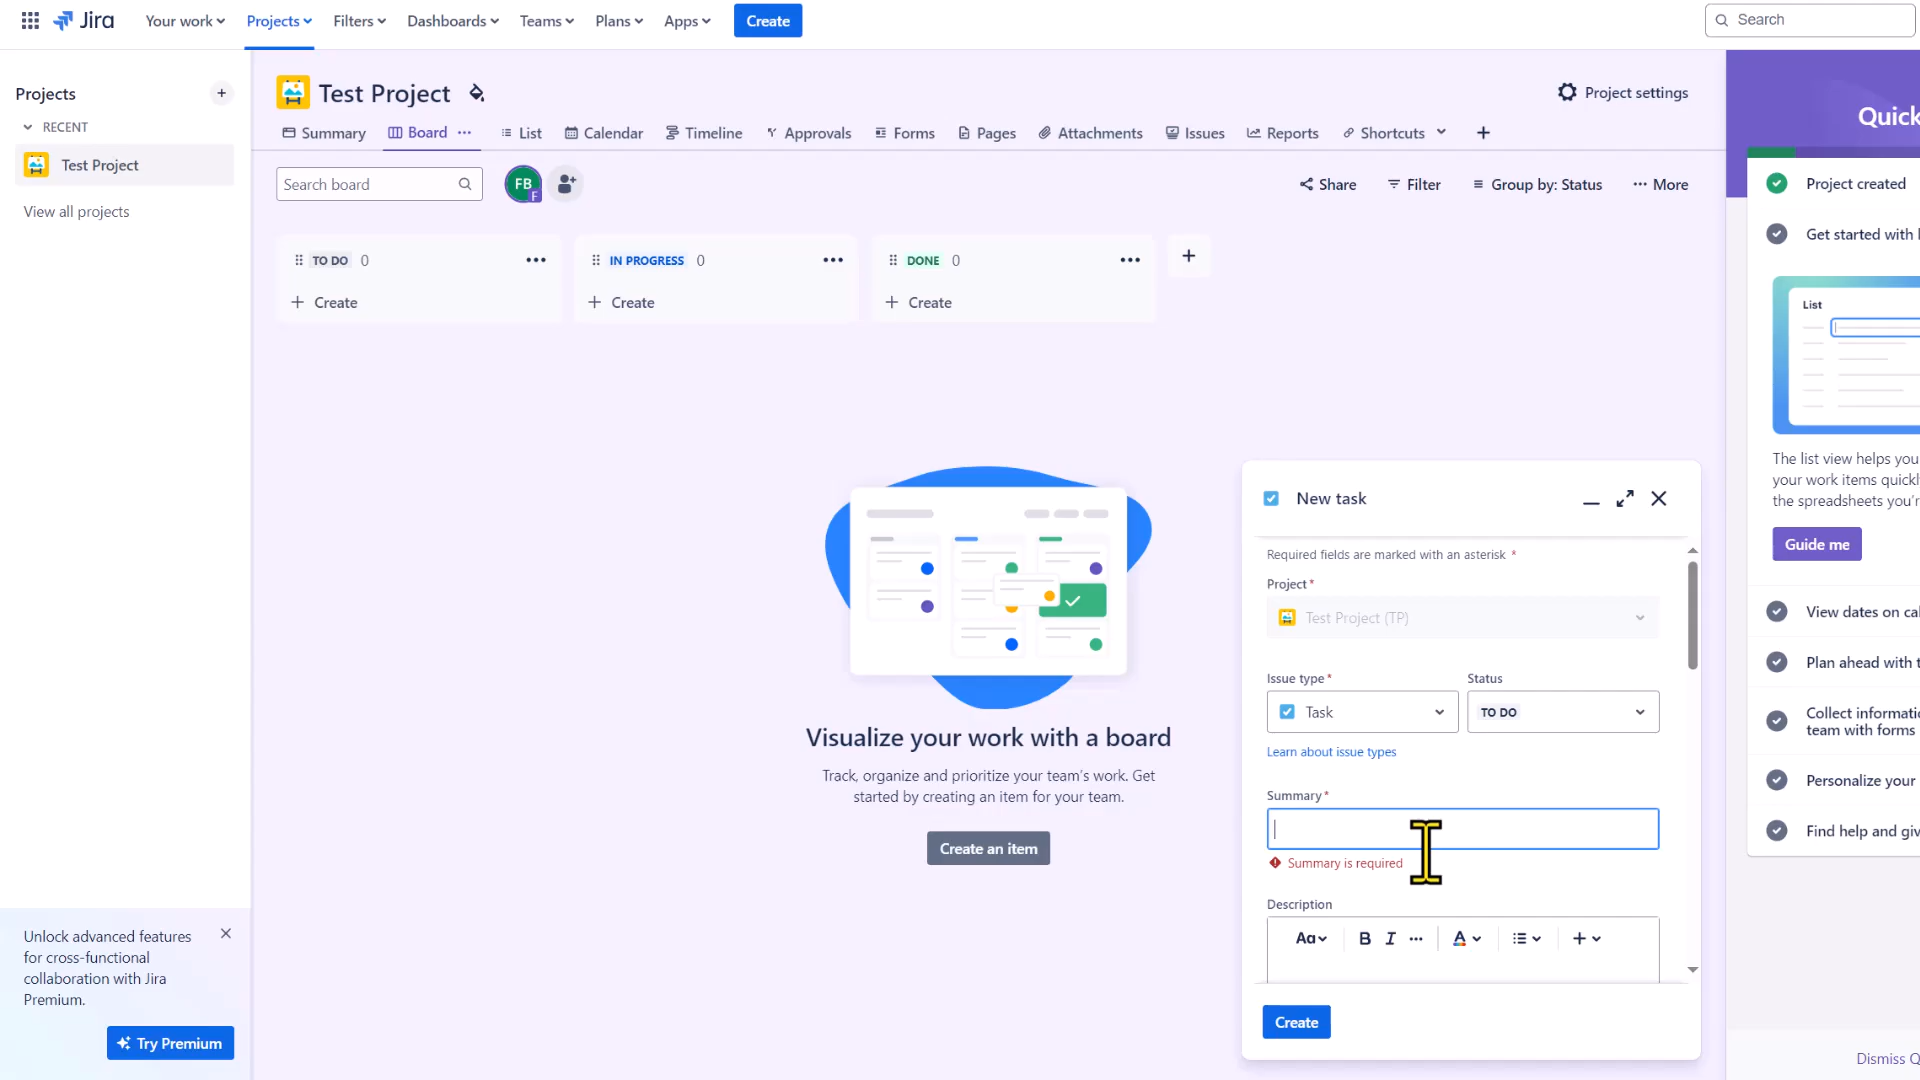 Jira
Your work
Projects
Filters
Dashboards
Teams
Plans
Apps
Create
Search
Projects
RECENT
Test Project
View all projects
Test Project
Project settings
Summary
Board
List
Calendar
Timeline
Approvals
Forms
Pages
Attachments
Issues
Reports
Shortcuts
Search board
FB
F
Share
Filter
Group by: Status
More
TO DO 0
Create
IN PROGRESS 0
Create
DONE 0
Create
Visualize your work with a board
Track, organize and prioritize your team's work. Get
started by creating an item for your team.
Create an item
New task
Required fields are marked with an asterisk *
Project*
Test Project (TP)
Issue type*
Task
Status
TO DO
Learn about issue types
Summary*
Summary is required
Description
Aa
B
I
A
Create
Quick
Project created
Get started with
List
The list view helps you
your work items quickl
the spreadsheets you'r
Guide me
View dates on cal
Plan ahead with t
Collect informatic
team with forms
Personalize your
Find help and giv
Dismiss Q
Unlock advanced features
for cross-functional
collaboration with Jira
Premium.
Try Premium